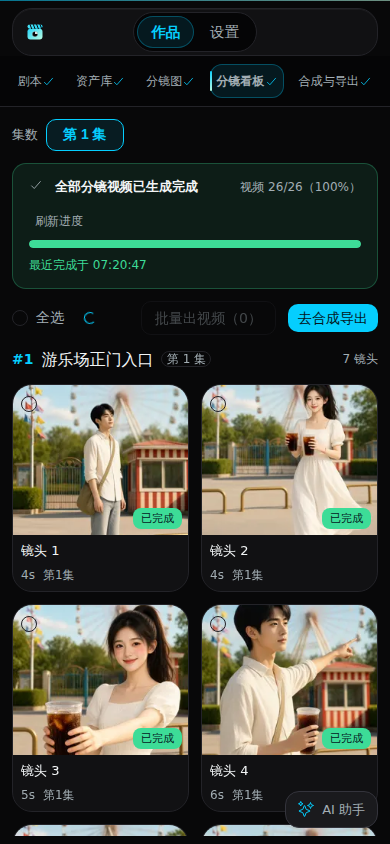 作品 设置
剧本 资产库 分镜图 分镜看板 合成与导出
集数 第 1 集
全部分镜视频已生成完成 视频 26/26（100%）
刷新进度
最近完成于 07:20:47
全选 批量出视频（0） 去合成导出
#1 游乐场正门入口 第 1 集 7 镜头
已完成 已完成
镜头 1 镜头 2
4s 第1集 4s 第1集
已完成 已完成
镜头 3 镜头 4
5s 第1集 6s 第1集
AI 助手